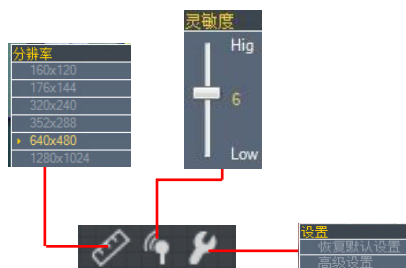 灵敏度
Hig
6
Low
分辨率
160x120
176x144
320x240
352x288
640x480
1280x1024
设置
恢复默认设置
高级设置